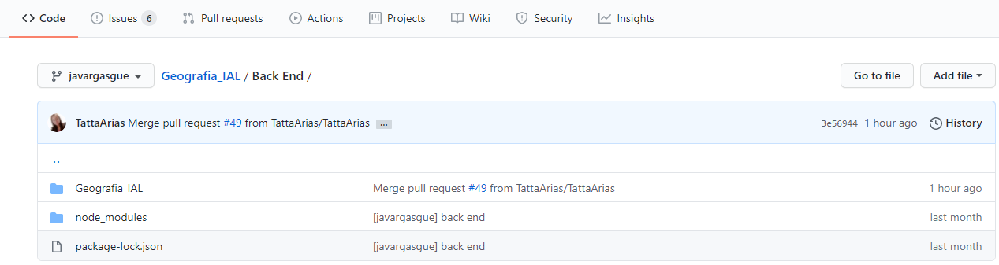 Code Issues 6 Pull requests Actions Projects Wiki Security Insights
javargasgue Geografia_IAL / Back End / Go to file Add file
TattaArias Merge pull request #49 from TattaArias/TattaArias ... 3e56944 1 hour ago History
..
Geografia_IAL Merge pull request #49 from TattaArias/TattaArias 1 hour ago
node_modules [javargasgue] back end last month
package-lock.json [javargasgue] back end last month